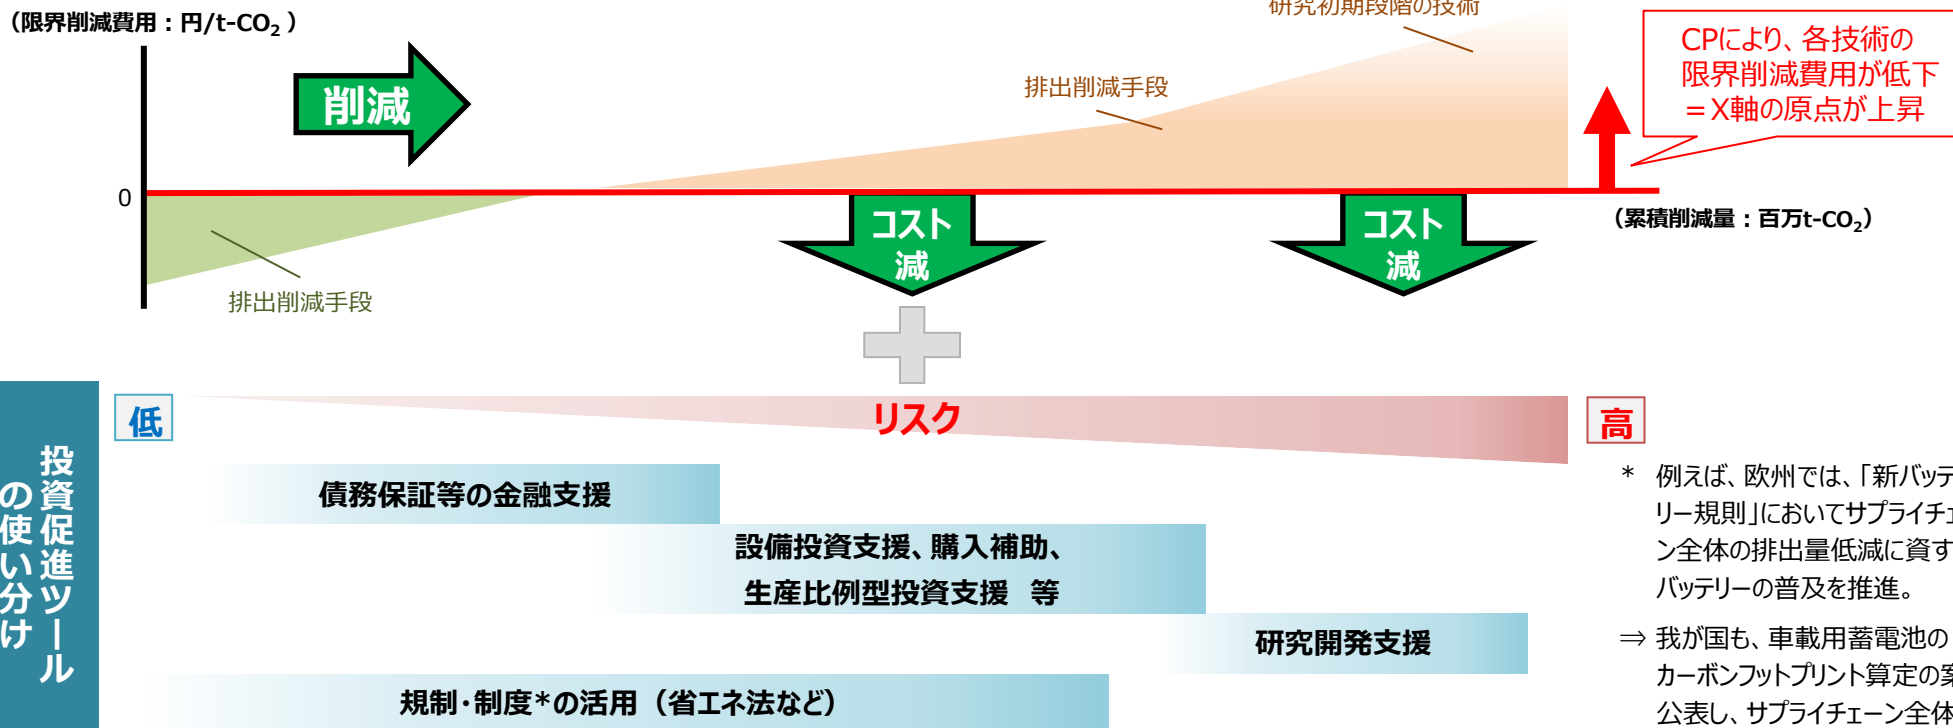 （限界削減費用：円/t-CO₂ ）
研究初期段階の技術
CPにより、各技術の
限界削減費用が低下
＝X軸の原点が上昇
削減
排出削減手段
0
コスト
減
コスト
減
（累積削減量：百万t-CO₂）
排出削減手段
低
リスク
高
投資促進ツール
の使い分け
債務保証等の金融支援
設備投資支援、購入補助、
生産比例型投資支援　等
研究開発支援
規制・制度*の活用（省エネ法など）
* 例えば、欧州では、「新バッテ
リー規則」においてサプライチェ
ン全体の排出量低減に資す
バッテリーの普及を推進。
⇒ 我が国も、車載用蓄電池の
カーボンフットプリント算定の案
公表し、サプライチェーン全体